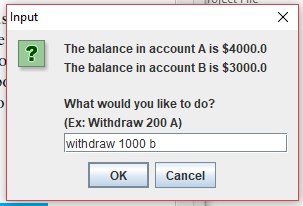 Input
The balance in account A is $4000.0
The balance in account B is $3000.0
What would you like to do?
(Ex: Withdraw 200 A)
withdraw 1000 b
OK
Cancel